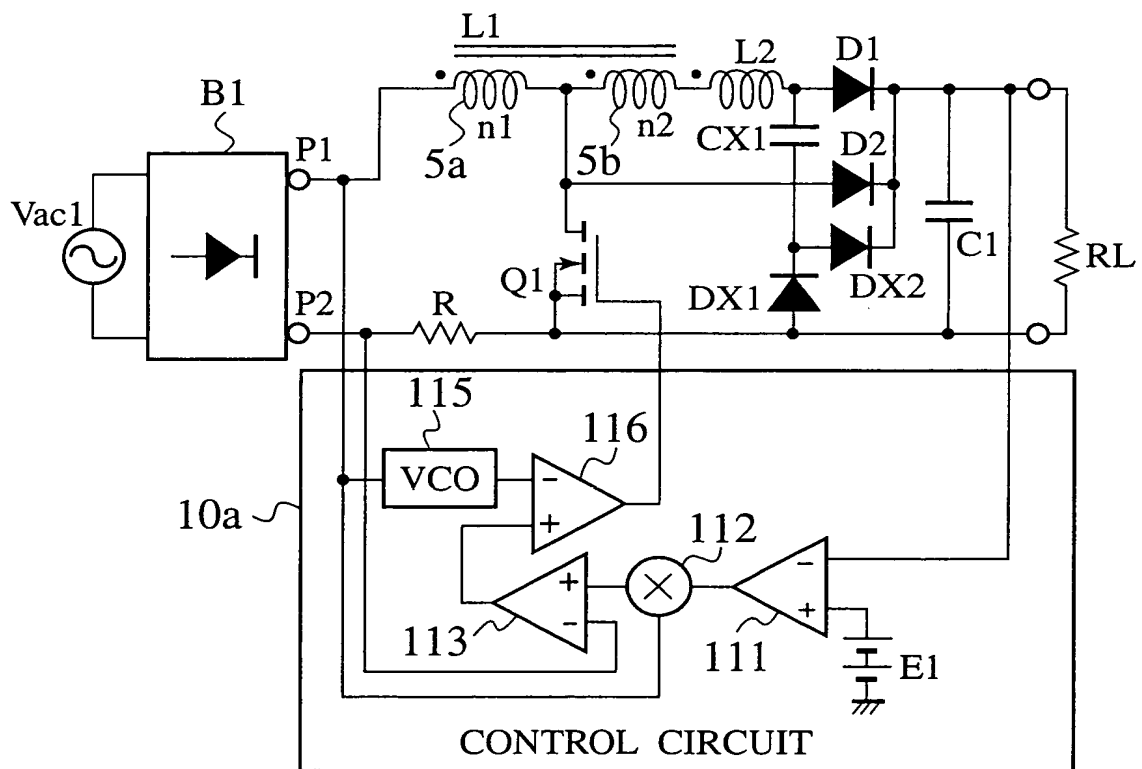 L1
L2
D1
B1
n1
n2
P1
5a
5b
CX1
D2
Vac1
C1
RL
Q1
DX1
DX2
P2
R
115
116
VCO
-
+
10a
112
+
-
-
+
113
111
E1
CONTROL CIRCUIT